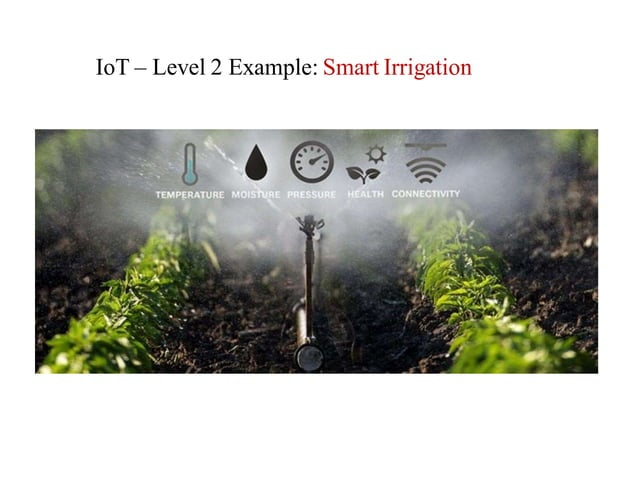 IoT – Level 2 Example: Smart Irrigation
TEMPERATURE MOISTURE PRESSURE HEALTH CONNECTIVITY